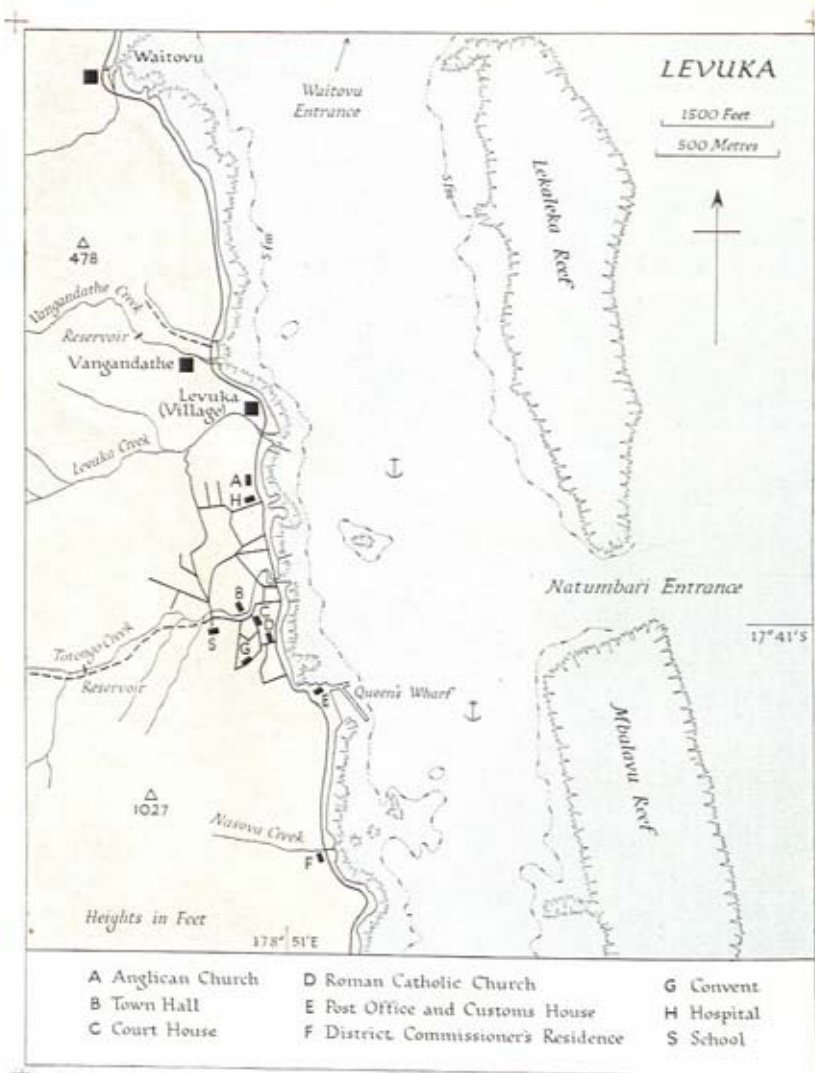 LEVUKA
1500 Feet
500 Metres
Waitovu
Waitovu
Entrance
5fm
5fm
Lekaleka Reef
478
Vangandathe Creek
Reservoir
Vangandathe
Levuka
(Village)
Levuka Creek
A
H
Natumbari Entrance
17° 41'S
B
C
D
S
G
Totongo Creek
Reservoir
E
Queen's Wharf
Mbalavu Reef
1027
Nasova Creek
F
Heights in Feet
178° 51'E
A Anglican Church
B Town Hall
C Court House
D Roman Catholic Church
E Post Office and Customs House
F District Commissioner's Residence
G Convent
H Hospital
S School